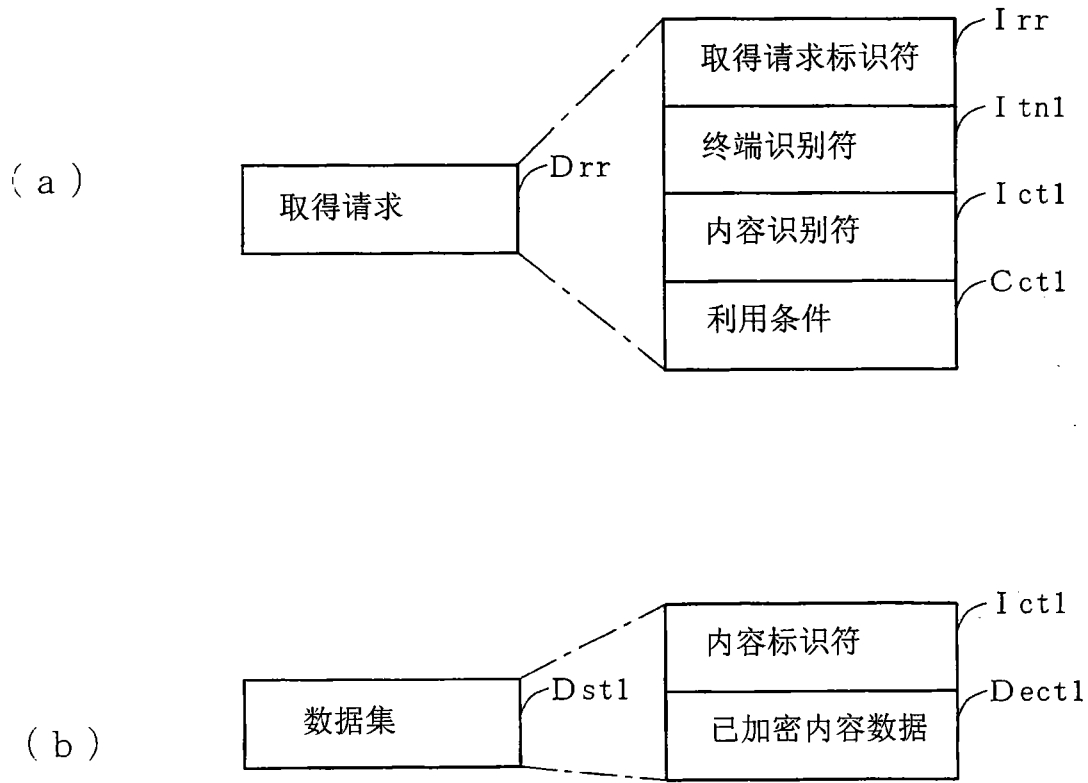 Irr
取得请求标识符
Itn1
终端识别符
(a)
Drr
取得请求
Ict1
内容识别符
Cct1
利用条件
Ict1
内容标识符
Dst1
Dect1
数据集
已加密内容数据
(b)